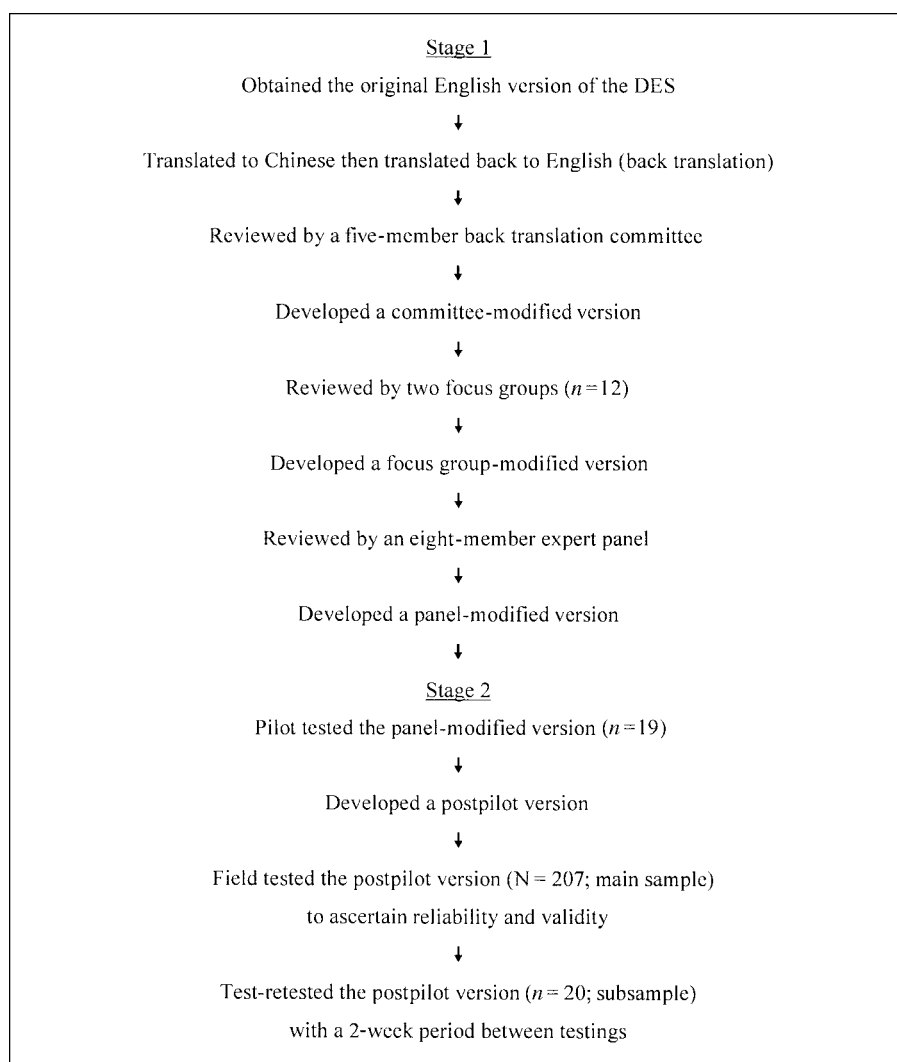 Stage 1
Obtained the original English version of the DES
↓
Translated to Chinese then translated back to English (back translation)
↓
Reviewed by a five-member back translation committee
↓
Developed a committee-modified version
↓
Reviewed by two focus groups (n=12)
↓
Developed a focus group-modified version
↓
Reviewed by an eight-member expert panel
↓
Developed a panel-modified version
↓
Stage 2
Pilot tested the panel-modified version (n=19)
↓
Developed a postpilot version
↓
Field tested the postpilot version (N = 207; main sample)
to ascertain reliability and validity
↓
Test-retested the postpilot version (n = 20; subsample)
with a 2-week period between testings